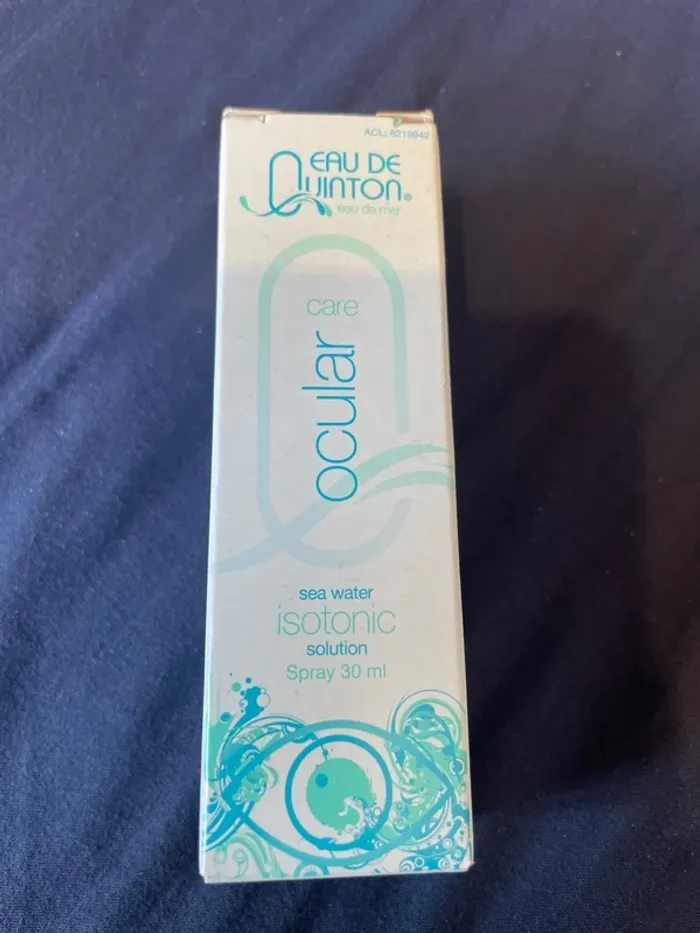 ACL: 6219942
EAU DE
QUINTON®
eau de mer
care
ocular
sea water
isotonic
solution
Spray 30 ml